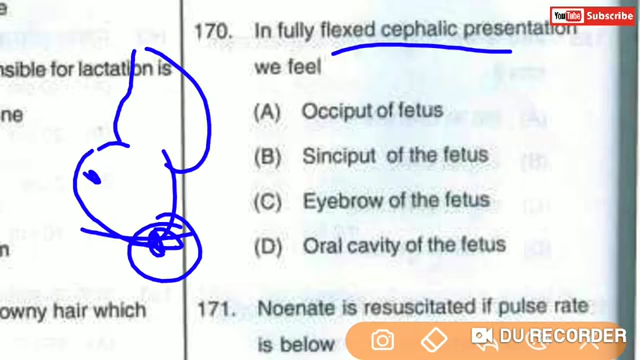 YouTube Subscribe
e
nsible for lactation is
ne
m
owny hair which
170. In fully flexed cephalic presentation
we feel
(A) Occiput of fetus
(B) Sinciput of the fetus
(C) Eyebrow of the fetus
(D) Oral cavity of the fetus
171. Noenate is resuscitated if pulse rate
is below
DU RECORDER